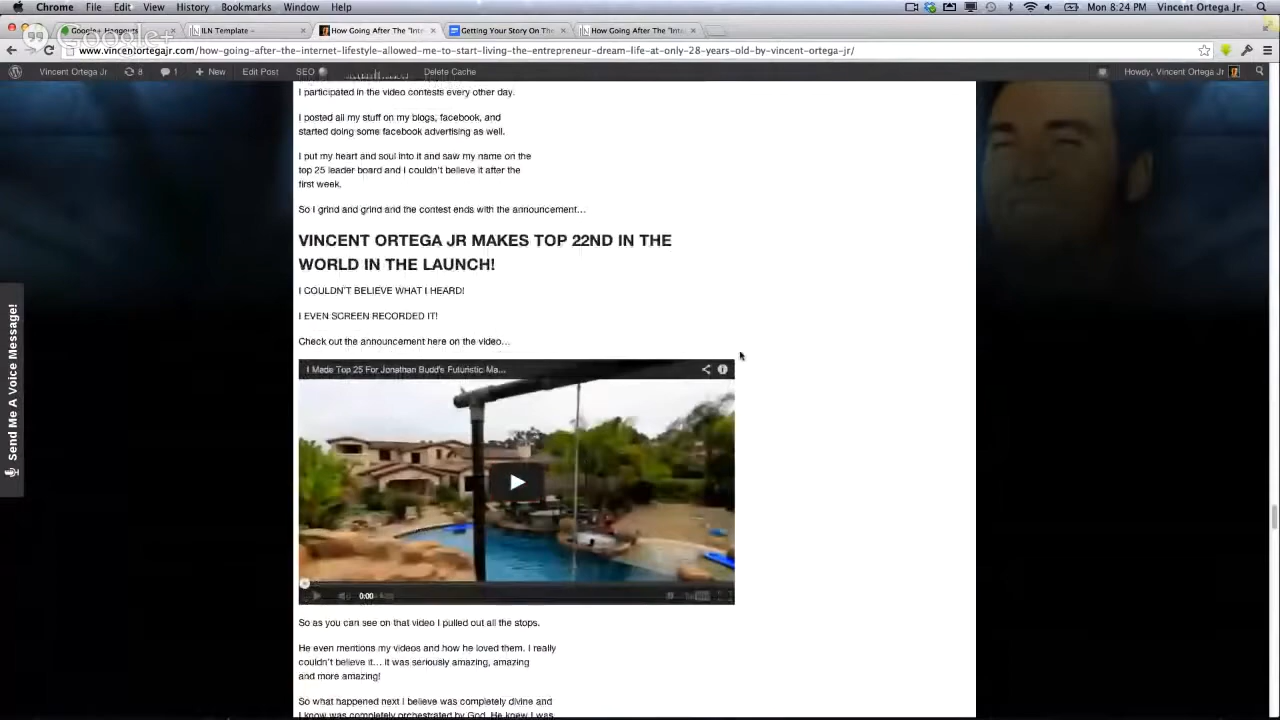 Chrome File Edit View History Bookmarks Window Help
Mon 8:24 PM Vincent Ortega Jr.
Google+ Hangouts
ILN Template –
How Going After The "Inte
Getting Your Story On The
How Going After The "Inte
Google+
www.vincentortegajr.com/how-going-after-the-internet-lifestyle-allowed-me-to-start-living-the-entrepreneur-dream-life-at-only-28-years-old-by-vincent-ortega-jr/
Vincent Ortega Jr 8 1 + New Edit Post SEO Delete Cache
Howdy, Vincent Ortega Jr
I participated in the video contests every other day.
I posted all my stuff on my blogs, facebook, and
started doing some facebook advertising as well.
I put my heart and soul into it and saw my name on the
top 25 leader board and I couldn't believe it after the
first week.
So I grind and grind and the contest ends with the announcement…
VINCENT ORTEGA JR MAKES TOP 22ND IN THE
WORLD IN THE LAUNCH!
I COULDN'T BELIEVE WHAT I HEARD!
I EVEN SCREEN RECORDED IT!
Check out the announcement here on the video…
I Made Top 25 For Jonathan Budd's Futuristic Ma...
0:00
So as you can see on that video I pulled out all the stops.
He even mentions my videos and how he loved them. I really
couldn't believe it… it was seriously amazing, amazing
and more amazing!
So what happened next I believe was completely divine and
I know was completely orchestrated by God. He knew I was
Send Me A Voice Message!